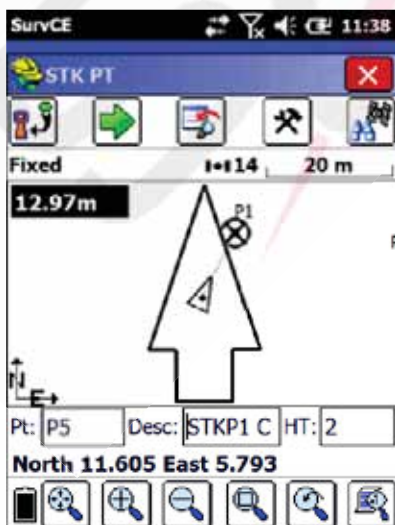 SurvCE 11:38
STK PT
Fixed 14 20 m
12.97m
P1
N
E
Pt: P5 Desc: STKP1 C HT: 2
North 11.605 East 5.793